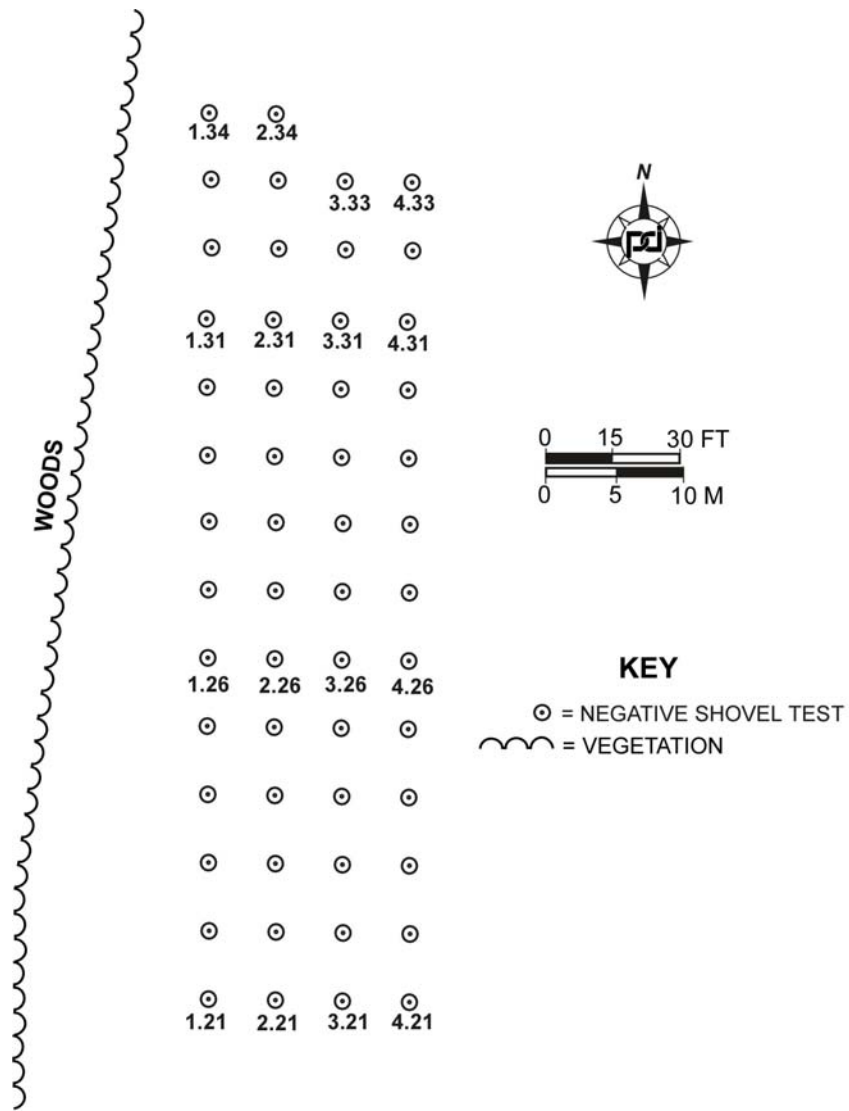 1.34 2.34
N
3.33 4.33
pci
1.31 2.31 3.31 4.31
0 15 30 FT
0 5 10 M
WOODS
1.26 2.26 3.26 4.26
KEY
= NEGATIVE SHOVEL TEST
= VEGETATION
1.21 2.21 3.21 4.21